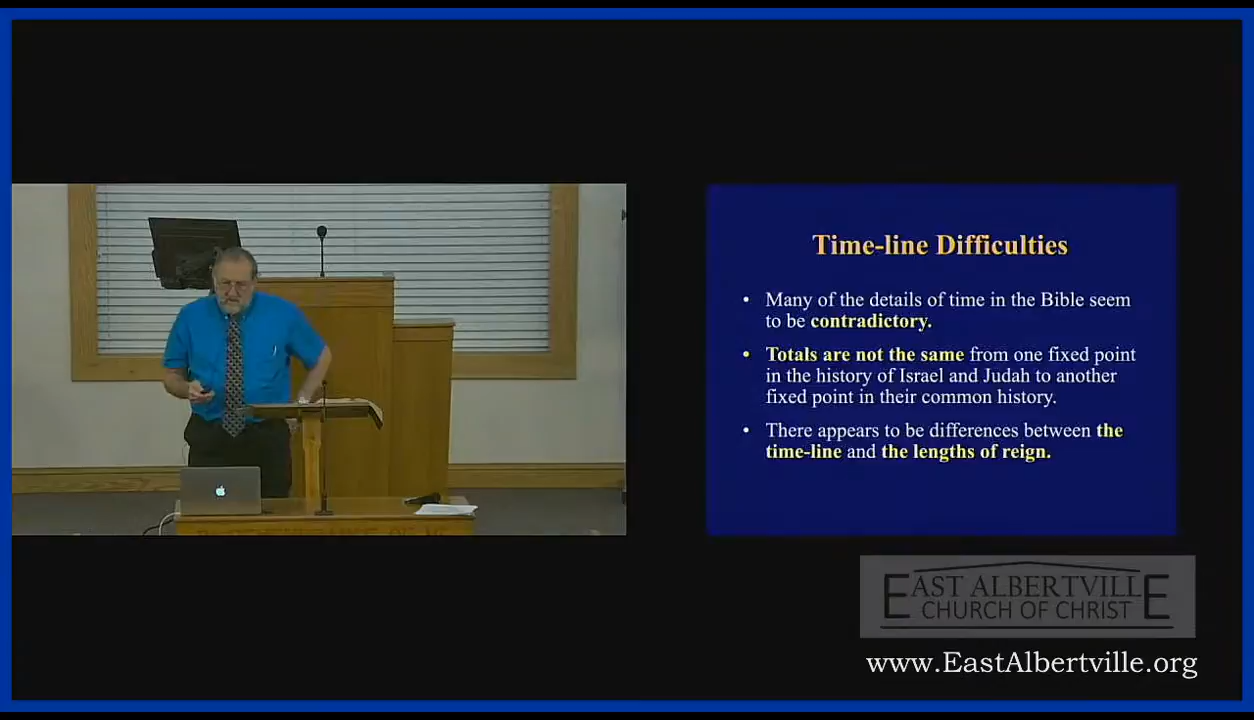 Time-line Difficulties
• Many of the details of time in the Bible seem
to be contradictory.
• Totals are not the same from one fixed point
in the history of Israel and Judah to another
fixed point in their common history.
• There appears to be differences between the
time-line and the lengths of reign.
EAST ALBERTVILLE
CHURCH OF CHRIST
www.EastAlbertville.org